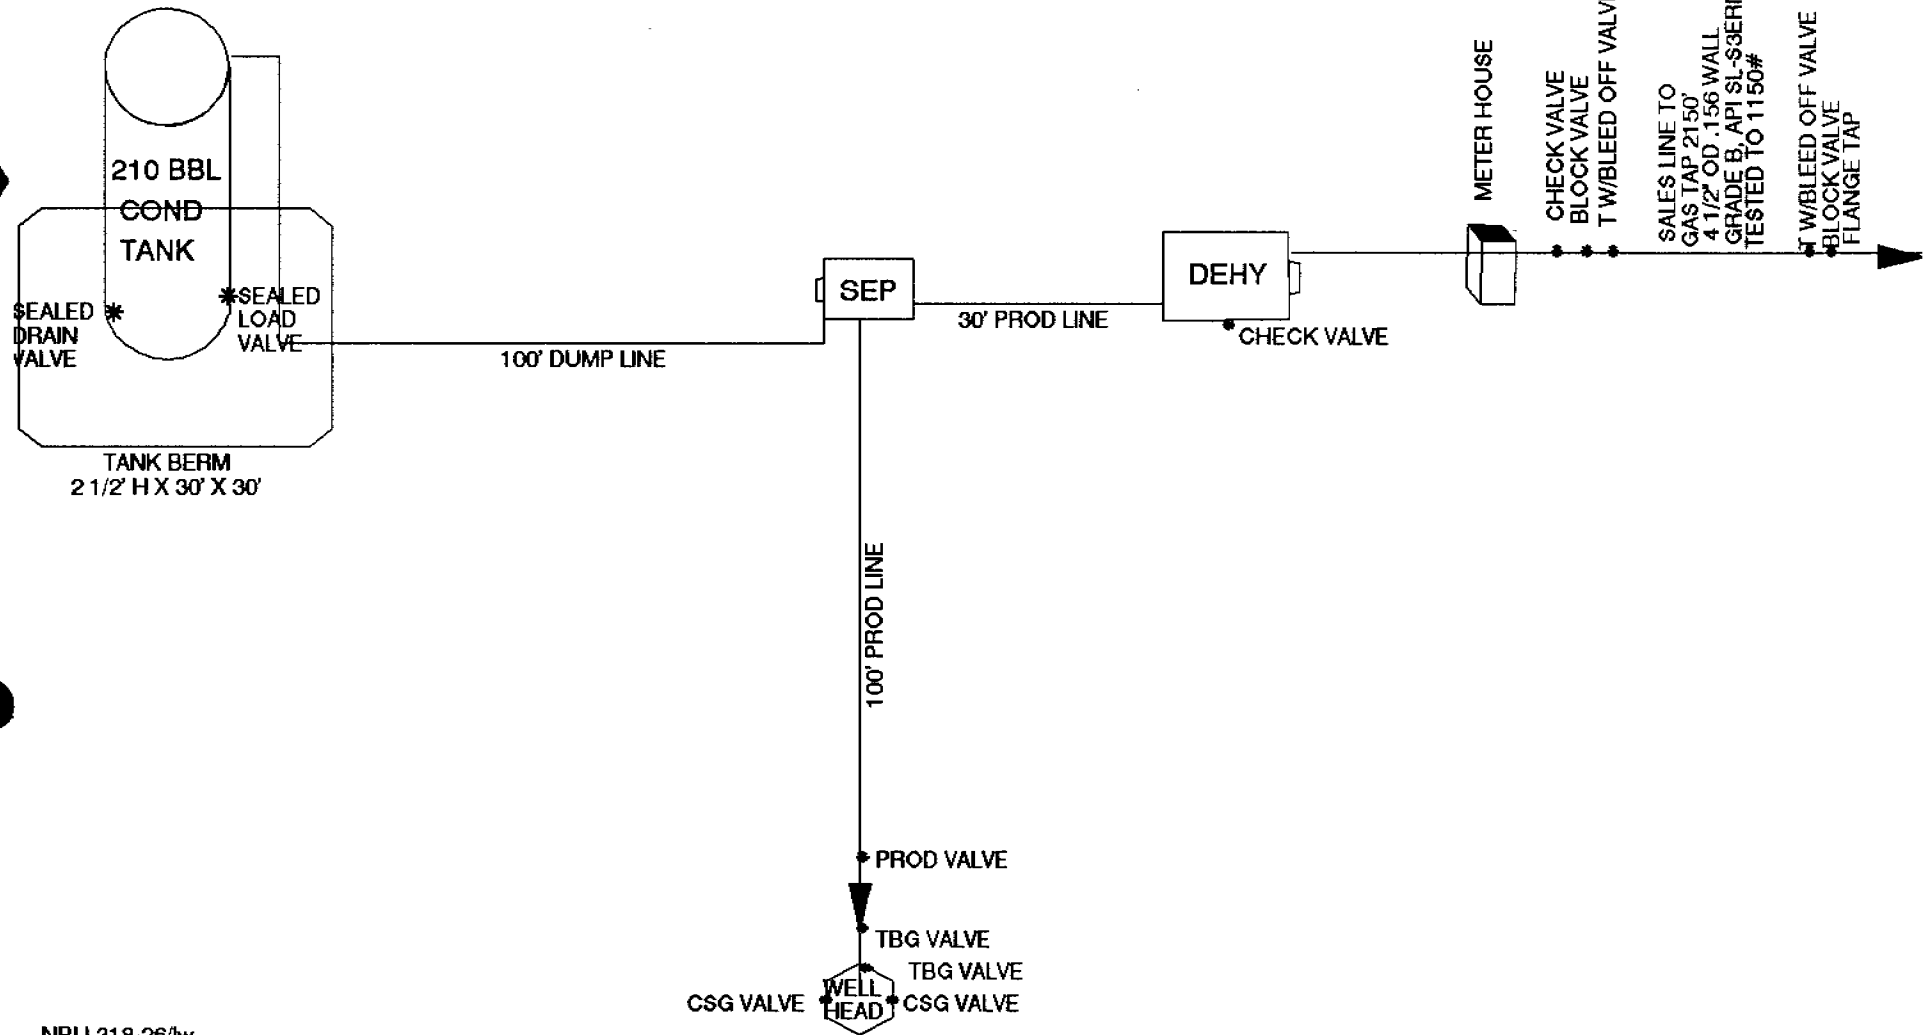 210 BBL
COND
TANK
SEALED
DRAIN
VALVE
SEALED
LOAD
VALVE
TANK BERM
2 1/2' H X 30' X 30'
100' DUMP LINE
SEP
30' PROD LINE
DEHY
CHECK VALVE
METER HOUSE
CHECK VALVE
BLOCK VALVE
T W/BLEED OFF VALVE
SALES LINE TO
GAS TAP 2150'
4 1/2" OD .156 WALL
GRADE B, API SL-S3ERI
TESTED TO 1150#
T W/BLEED OFF VALVE
BLOCK VALVE
FLANGE TAP
100' PROD LINE
PROD VALVE
TBG VALVE
TBG VALVE
CSG VALVE
WELL
HEAD
CSG VALVE